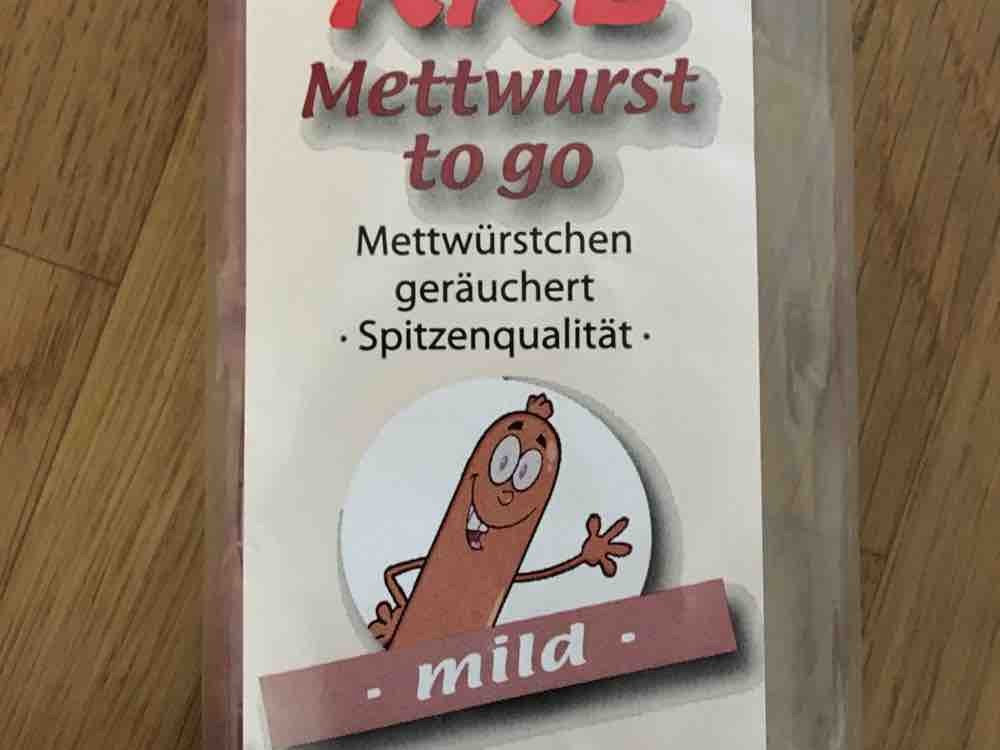 Mettwurst
to go
Mettwürstchen
geräuchert
· Spitzenqualität ·
· mild ·